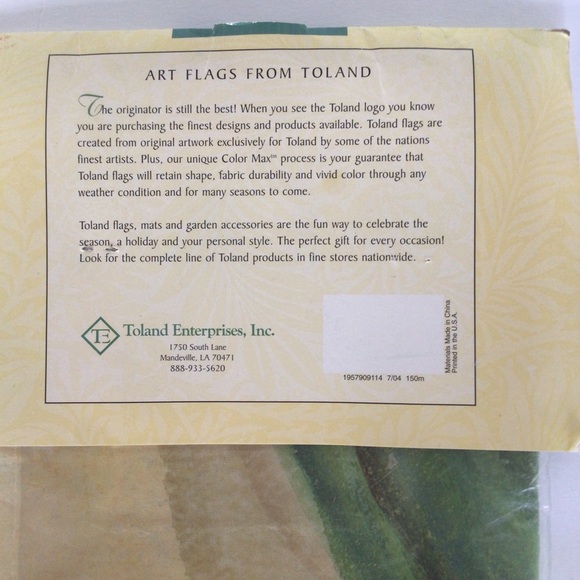 ART FLAGS FROM TOLAND
The originator is still the best! When you see the Toland logo you know
you are purchasing the finest designs and products available. Toland flags are
created from original artwork exclusively for Toland by some of the nations
finest artists. Plus, our unique Color Max℠ process is your guarantee that
Toland flags will retain shape, fabric durability and vivid color through any
weather condition and for many seasons to come.
Toland flags, mats and garden accessories are the fun way to celebrate the
season, a holiday and your personal style. The perfect gift for every occasion!
Look for the complete line of Toland products in fine stores nationwide.
TE Toland Enterprises, Inc.
1750 South Lane
Mandeville, LA 70471
888-933-5620
1957909114 7/04 150m
Materials Made in China
Printed in the U.S.A.